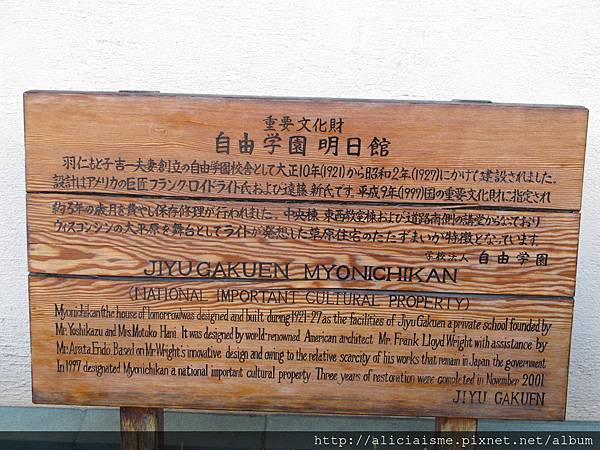 重要文化財
自由学園 明日館
羽仁もと子吉一夫妻創立の自由学園校舎として大正10年(1921)から昭和2年(1927)にかけて建設されました。
設計はアメリカの巨匠フランク・ロイド・ライト氏および遠藤 新氏です。平成9年(1997)国の重要文化財に指定され
約3年の歳月を費やし保存修理が行われました。中央棟 東西教室棟および道路南側の講堂からなっており
ウィスコンシンの大平原を舞台としてライトが発想した草原住宅のたたずまいが特徴となっています。
学校法人 自由学園
JIYU GAKUEN MYONICHIKAN
(NATIONAL IMPORTANT CULTURAL PROPERTY)
Myonichikan(the house of Tomorrow)was designed and built during 1921-27 as the facilities of Jiyu Gakuen a private school founded by
Mr. Yoshikazu and Mrs. Motoko Hani. It was designed by world-renowned American architect Mr. Frank Lloyd Wright with assistance by
Mr. Arata Endo. Based on Mr Wright's innovative design and owing to the relative scarcity of his works that remain in Japan the government
In 1997 designated Myonichikan a national important cultural property. Three years of restoration were completed in November 2001
JIYU GAKUEN
http://aliciaisme.pixnet.net/album